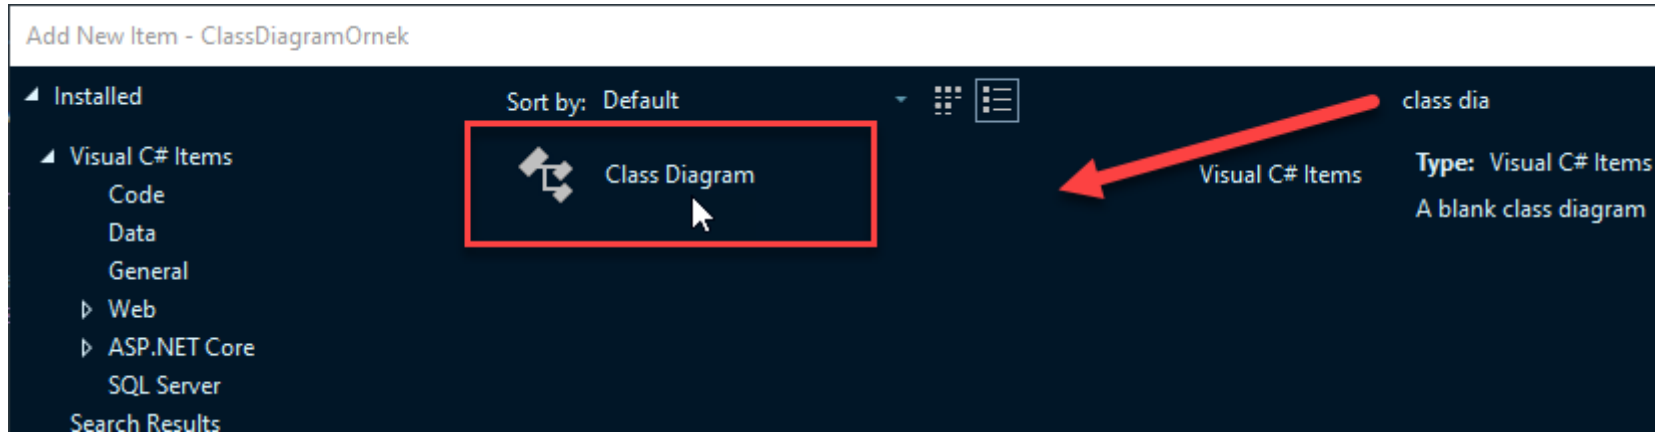 Add New Item - ClassDiagramOrnek
Installed
Sort by: Default
class dia
Visual C# Items
Code
Data
General
Web
ASP.NET Core
SQL Server
Search Results
Class Diagram
Visual C# Items
Type: Visual C# Items
A blank class diagram